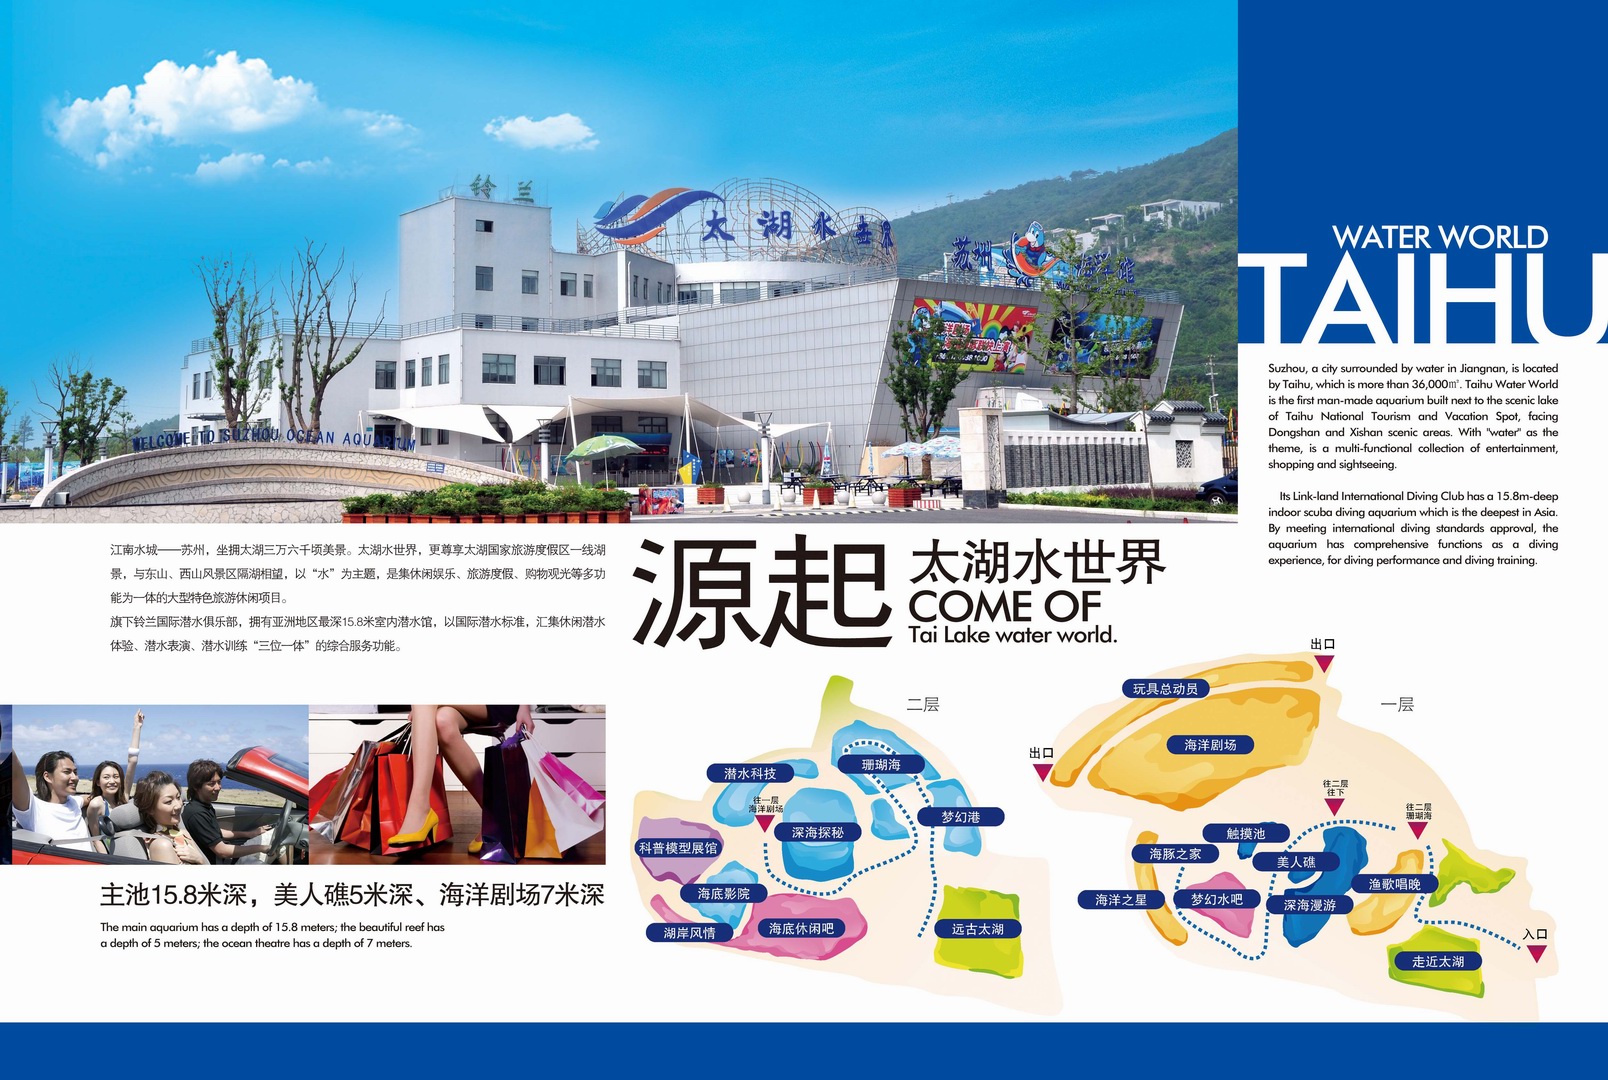 铃兰
太湖水世界
苏州
海洋馆
WELCOME TO SUZHOU OCEAN AQUARIUM
WATER WORLD
TAIHU
Suzhou, a city surrounded by water in Jiangnan, is located
by Taihu, which is more than 36,000㎡. Taihu Water World
is the first man-made aquarium built next to the scenic lake
of Taihu National Tourism and Vacation Spot, facing
Dongshan and Xishan scenic areas. With "water" as the
theme, is a multi-functional collection of entertainment,
shopping and sightseeing.
Its Link-land International Diving Club has a 15.8m-deep
indoor scuba diving aquarium which is the deepest in Asia.
By meeting international diving standards approval, the
aquarium has comprehensive functions as a diving
experience, for diving performance and diving training.
江南水城——苏州，坐拥太湖三万六千顷美景。太湖水世界，更尊享太湖国家旅游度假区一线湖
景，与东山、西山风景区隔湖相望，以“水”为主题，是集休闲娱乐、旅游度假、购物观光等多功
能为一体的大型特色旅游休闲项目。
旗下铃兰国际潜水俱乐部，拥有亚洲地区最深15.8米室内潜水馆，以国际潜水标准，汇集休闲潜水
体验、潜水表演、潜水训练“三位一体”的综合服务功能。
源起
太湖水世界
COME OF
Tai Lake water world.
主池15.8米深，美人礁5米深、海洋剧场7米深
The main aquarium has a depth of 15.8 meters; the beautiful reef has
a depth of 5 meters; the ocean theatre has a depth of 7 meters.
二层
珊瑚海
潜水科技
往一层
海洋剧场
梦幻港
深海探秘
科普模型展馆
海底影院
湖岸风情
海底休闲吧
远古太湖
一层
出口
玩具总动员
海洋剧场
出口
往二层
往下
往二层
珊瑚海
触摸池
海豚之家
美人礁
渔歌唱晚
海洋之星
梦幻水吧
深海漫游
入口
走近太湖